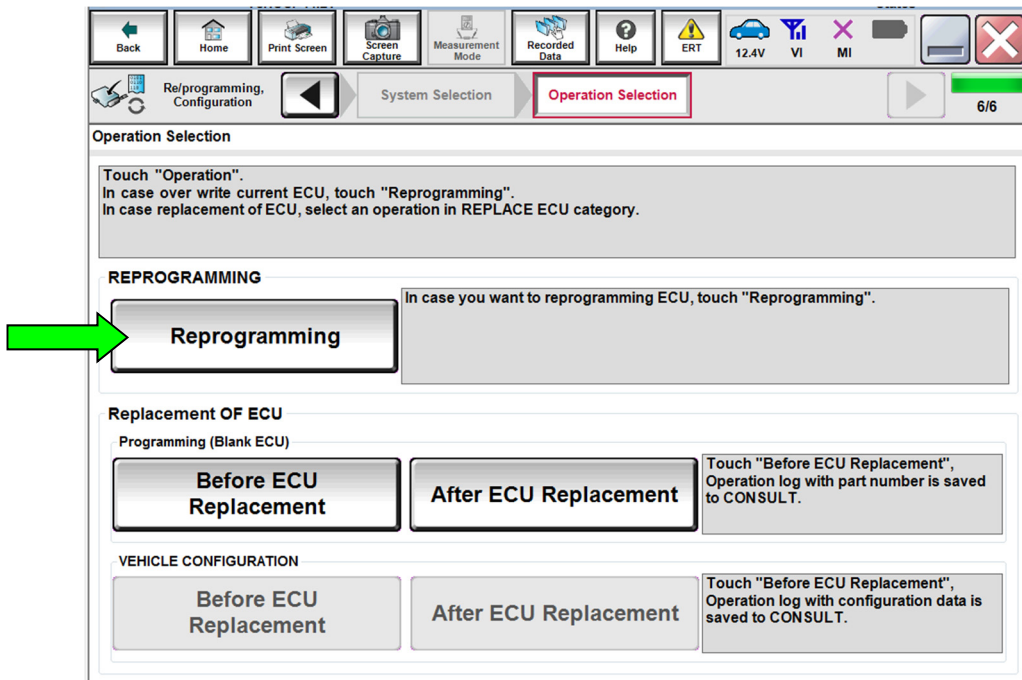 Back
Home
Print Screen
Screen
Capture
Measurement
Mode
Recorded
Data
Help
ERT
12.4V
VI
MI
Re/programming,
Configuration
System Selection
Operation Selection
6/6
Operation Selection
Touch "Operation".
In case over write current ECU, touch "Reprogramming".
In case replacement of ECU, select an operation in REPLACE ECU category.
REPROGRAMMING
Reprogramming
In case you want to reprogramming ECU, touch "Reprogramming".
Replacement OF ECU
Programming (Blank ECU)
Before ECU
Replacement
After ECU Replacement
Touch "Before ECU Replacement",
Operation log with part number is saved
to CONSULT.
VEHICLE CONFIGURATION
Before ECU
Replacement
After ECU Replacement
Touch "Before ECU Replacement",
Operation log with configuration data is
saved to CONSULT.